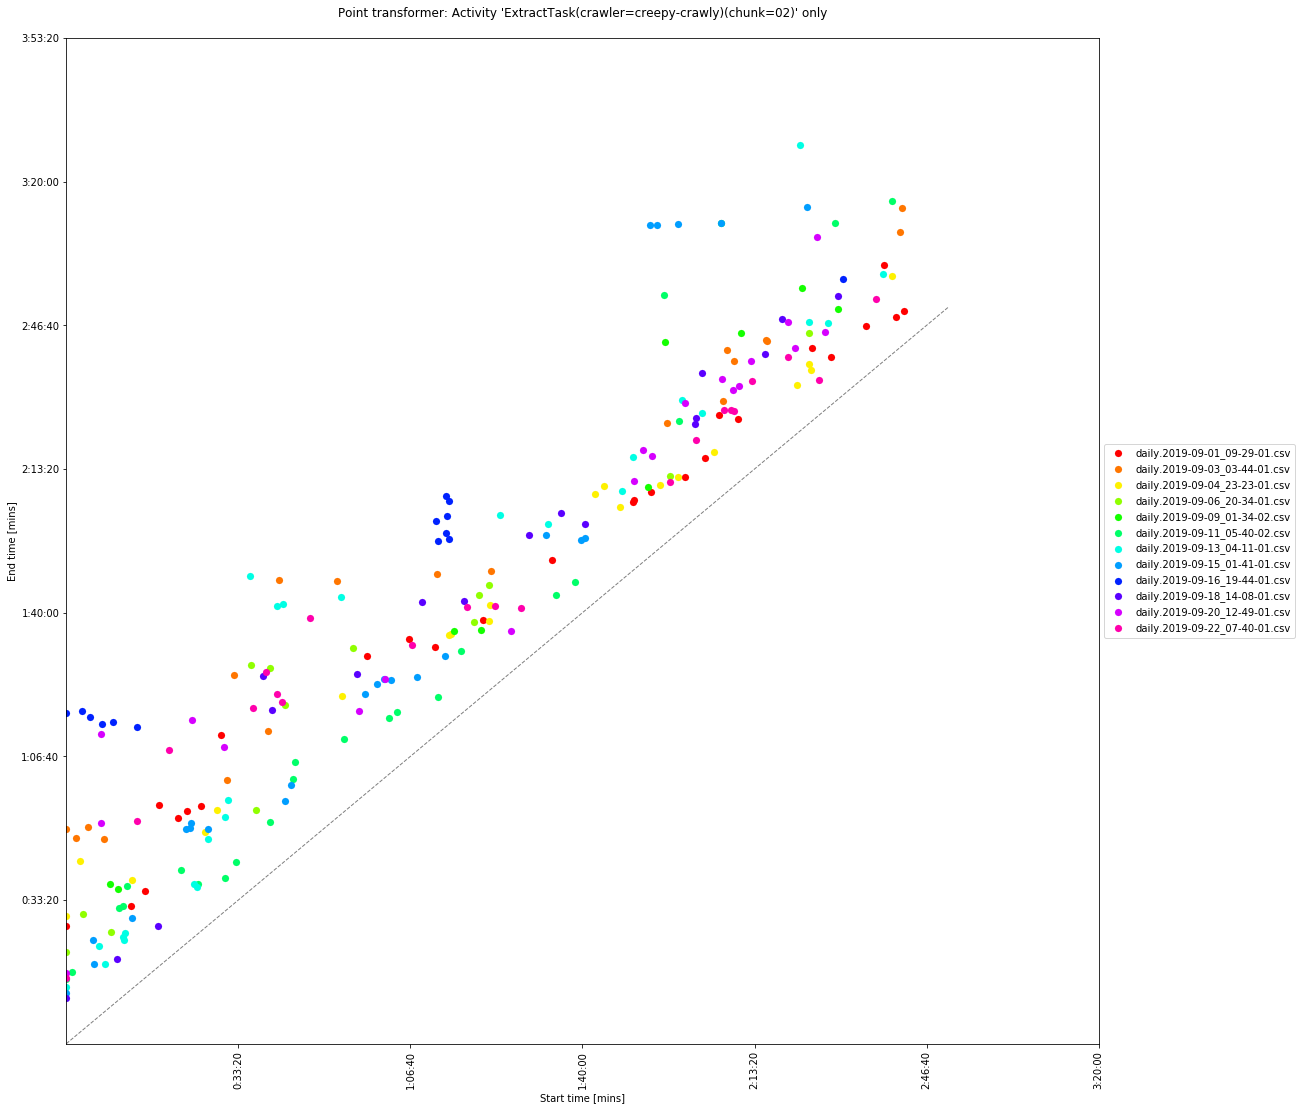 Point transformer: Activity 'ExtractTask(crawler=creepy-crawly)(chunk=02)' only
3:53:20
3:20:00
2:46:40
2:13:20
1:40:00
1:06:40
0:33:20
End time [mins]
0:33:20
1:06:40
1:40:00
2:13:20
2:46:40
3:20:00
Start time [mins]
daily.2019-09-01_09-29-01.csv
daily.2019-09-03_03-44-01.csv
daily.2019-09-04_23-23-01.csv
daily.2019-09-06_20-34-01.csv
daily.2019-09-09_01-34-02.csv
daily.2019-09-11_05-40-02.csv
daily.2019-09-13_04-11-01.csv
daily.2019-09-15_01-41-01.csv
daily.2019-09-16_19-44-01.csv
daily.2019-09-18_14-08-01.csv
daily.2019-09-20_12-49-01.csv
daily.2019-09-22_07-40-01.csv